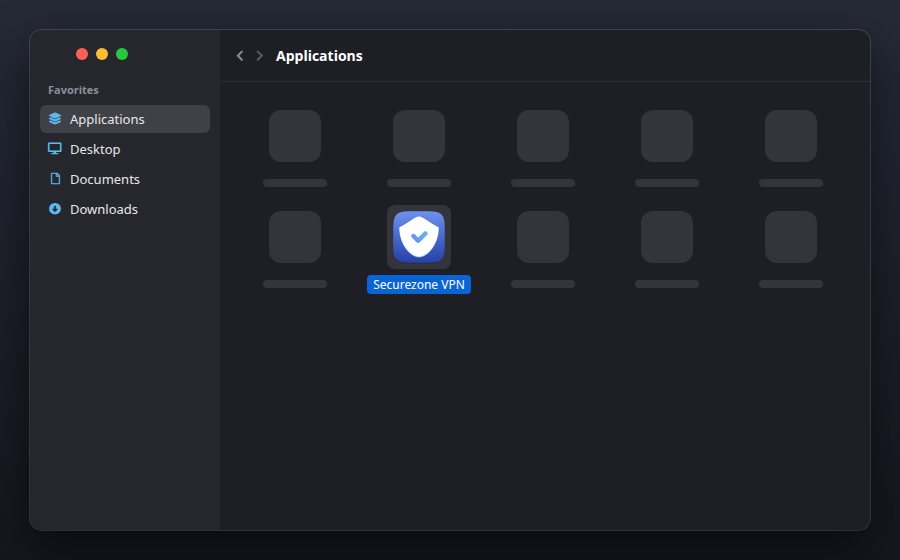 Applications
Favorites
Applications
Desktop
Documents
Downloads
Securezone VPN